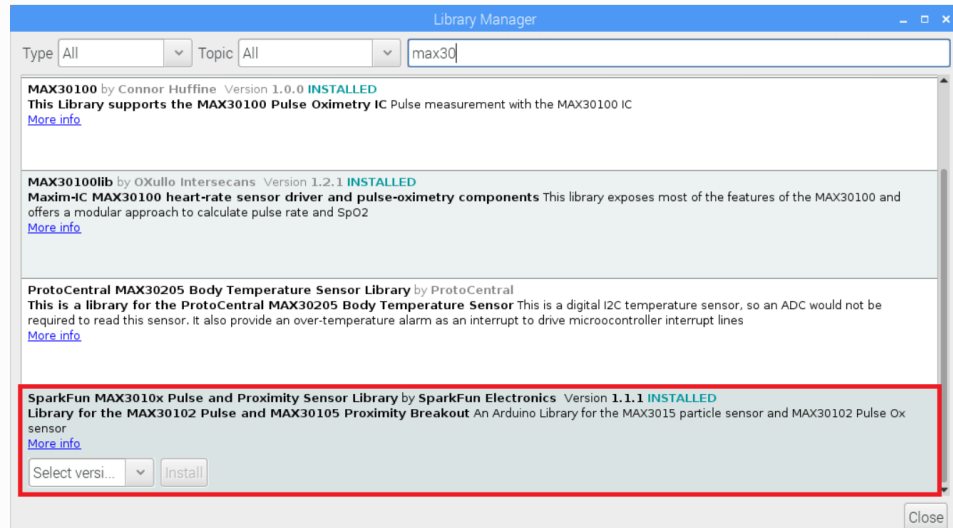 Library Manager
Type All Topic All max30
MAX30100 by Connor Huffine Version 1.0.0 INSTALLED
This Library supports the MAX30100 Pulse Oximetry IC Pulse measurement with the MAX30100 IC
More info
MAX30100lib by OXullo Intersecans Version 1.2.1 INSTALLED
Maxim-IC MAX30100 heart-rate sensor driver and pulse-oximetry components This library exposes most of the features of the MAX30100 and
offers a modular approach to calculate pulse rate and SpO2
More info
ProtoCentral MAX30205 Body Temperature Sensor Library by ProtoCentral
This is a library for the ProtoCentral MAX30205 Body Temperature Sensor This is a digital I2C temperature sensor, so an ADC would not be
required to read this sensor. It also provide an over-temperature alarm as an interrupt to drive microocontroller interrupt lines
More info
SparkFun MAX3010x Pulse and Proximity Sensor Library by SparkFun Electronics Version 1.1.1 INSTALLED
Library for the MAX30102 Pulse and MAX30105 Proximity Breakout An Arduino Library for the MAX3015 particle sensor and MAX30102 Pulse Ox
sensor
More info
Select versi... Install
Close